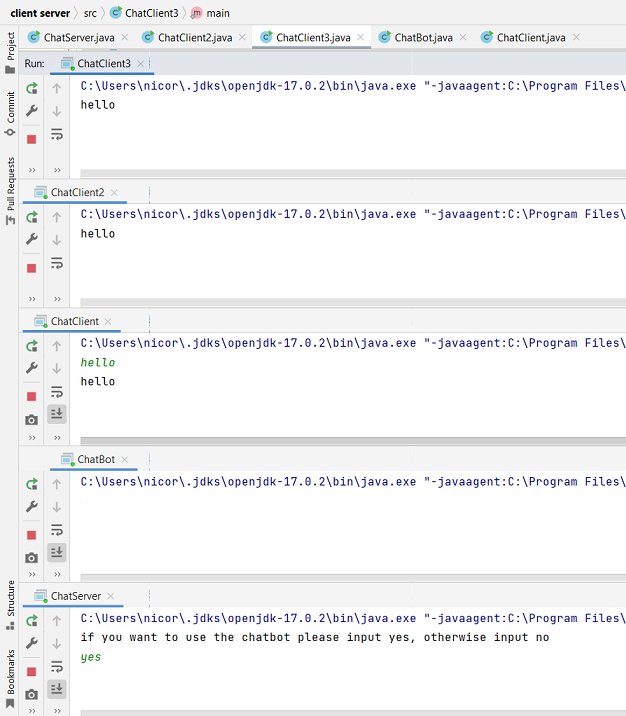 client server > src > ChatClient3 > main
ChatServer.java ChatClient2.java ChatClient3.java ChatBot.java ChatClient.java
Project
Commit
Pull Requests
Structure
Bookmarks
Run: ChatClient3
C:\Users\nicor\.jdks\openjdk-17.0.2\bin\java.exe "-javaagent:C:\Program Files\
hello
ChatClient2
C:\Users\nicor\.jdks\openjdk-17.0.2\bin\java.exe "-javaagent:C:\Program Files\
hello
ChatClient
C:\Users\nicor\.jdks\openjdk-17.0.2\bin\java.exe "-javaagent:C:\Program Files\
hello
hello
ChatBot
C:\Users\nicor\.jdks\openjdk-17.0.2\bin\java.exe "-javaagent:C:\Program Files\
ChatServer
C:\Users\nicor\.jdks\openjdk-17.0.2\bin\java.exe "-javaagent:C:\Program Files\
if you want to use the chatbot please input yes, otherwise input no
yes